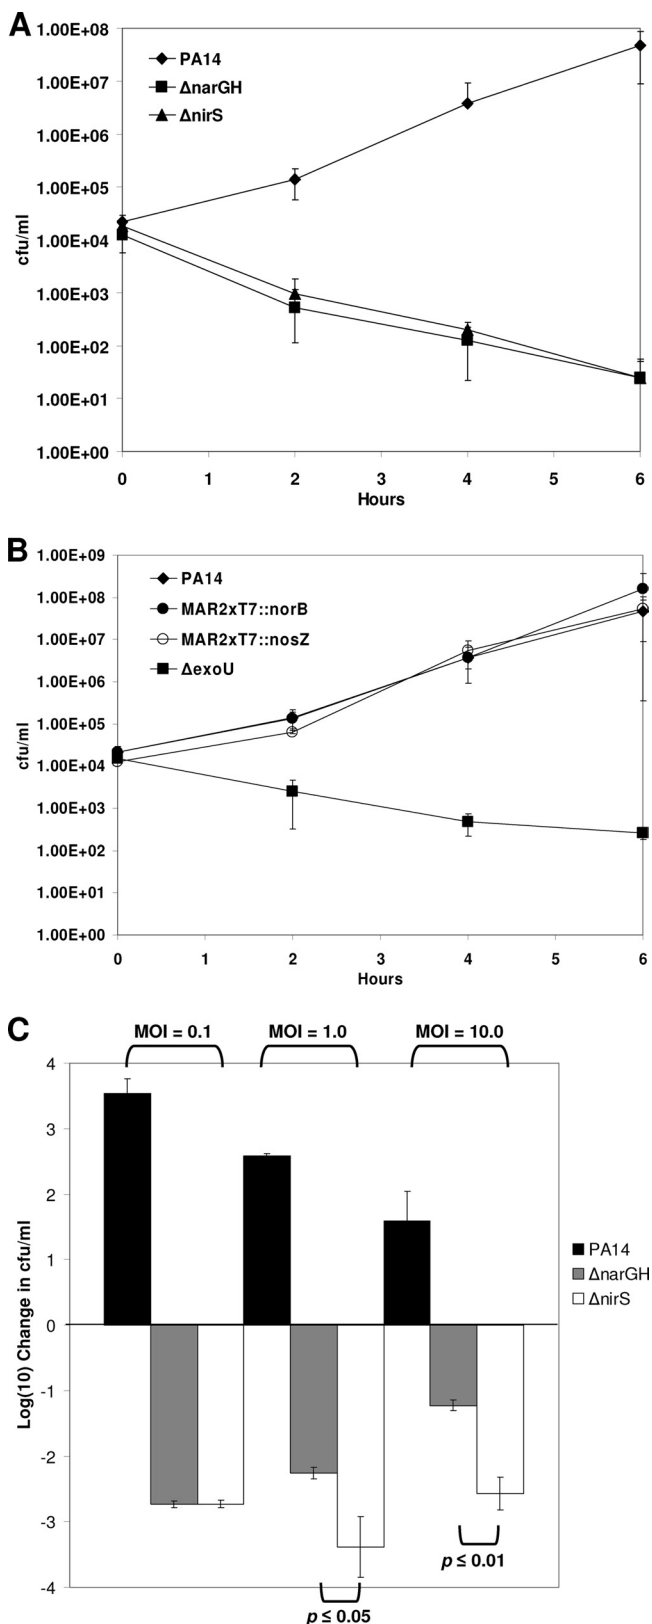 A
1.00E+08
PA14
1.00E+07
ΔnarGH
ΔnirS
1.00E+06
1.00E+05
cfu/ml
1.00E+04
1.00E+03
1.00E+02
1.00E+01
1.00E+00
0 1 2 3 4 5 6
Hours
B
1.00E+09
PA14
1.00E+08
MAR2xT7::norB
1.00E+07
MAR2xT7::nosZ
ΔexoU
1.00E+06
1.00E+05
cfu/ml
1.00E+04
1.00E+03
1.00E+02
1.00E+01
1.00E+00
0 1 2 3 4 5 6
Hours
C
MOI = 0.1 MOI = 1.0 MOI = 10.0
4
3
2
1
0
-1
-2
-3
-4
Log(10) Change in cfu/ml
PA14
ΔnarGH
ΔnirS
p ≤ 0.01
p ≤ 0.05